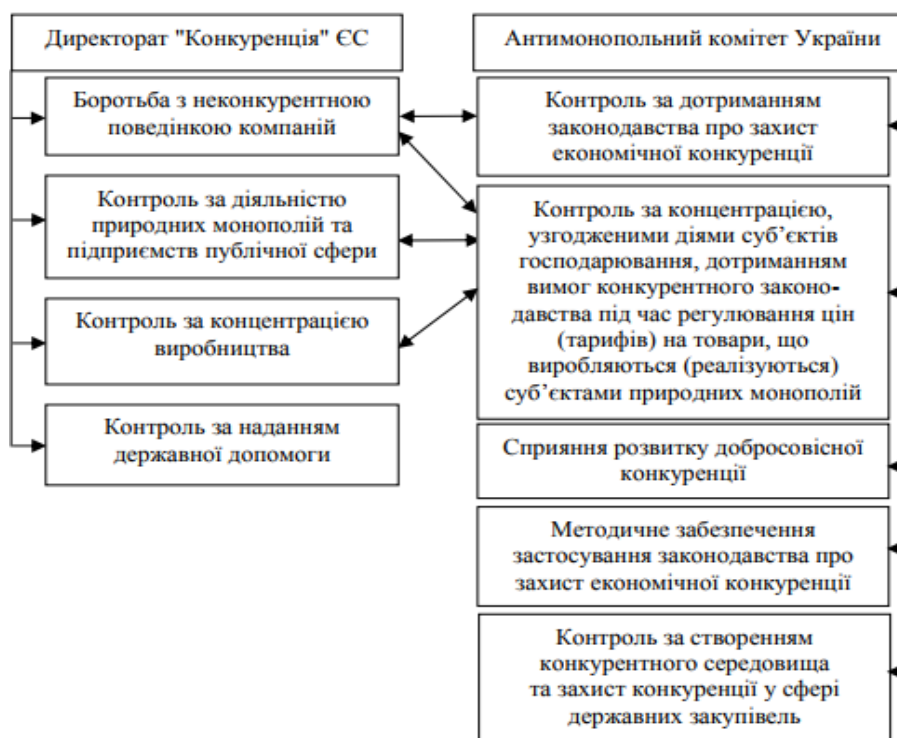 Директорат "Конкуренція" ЄС
Боротьба з неконкурентною
поведінкою компаній
Контроль за діяльністю
природних монополій та
підприємств публічної сфери
Контроль за концентрацією
виробництва
Контроль за наданням
державної допомоги
Антимонопольний комітет України
Контроль за дотриманням
законодавства про захист
економічної конкуренції
Контроль за концентрацією,
узгодженими діями суб’єктів
господарювання, дотриманням
вимог конкурентного законо-
давства під час регулювання цін
(тарифів) на товари, що
виробляються (реалізуються)
суб’єктами природних монополій
Сприяння розвитку добросовісної
конкуренції
Методичне забезпечення
застосування законодавства про
захист економічної конкуренції
Контроль за створенням
конкурентного середовища
та захист конкуренції у сфері
державних закупівель